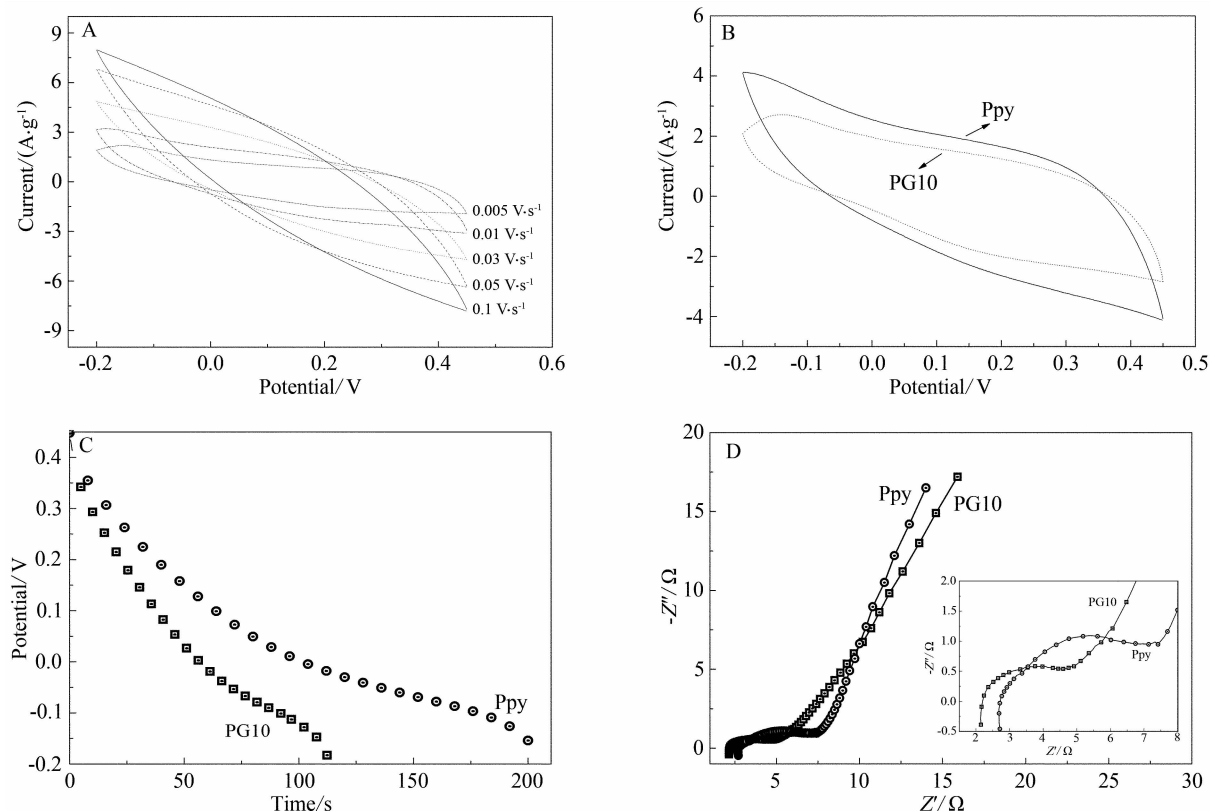 A
9
6
3
0
-3
-6
-9
Current/(A·g⁻¹)
0.005 V·s⁻¹
0.01 V·s⁻¹
0.03 V·s⁻¹
0.05 V·s⁻¹
0.1 V·s⁻¹
-0.2 0.0 0.2 0.4 0.6
Potential/V
B
6
4
2
0
-2
-4
Current/(A·g⁻¹)
Ppy
PG10
-0.2 -0.1 0.0 0.1 0.2 0.3 0.4 0.5
Potential/V
C
0.4
0.3
0.2
0.1
0.0
-0.1
-0.2
Potential/V
Ppy
PG10
0 50 100 150 200
Time/s
D
20
15
10
5
0
-Z″/Ω
Ppy
PG10
5 10 15 20 25 30
Z′/Ω
2.0
1.5
1.0
0.5
0.0
-0.5
-Z″/Ω
PG10
Ppy
2 3 4 5 6 7 8
Z′/Ω